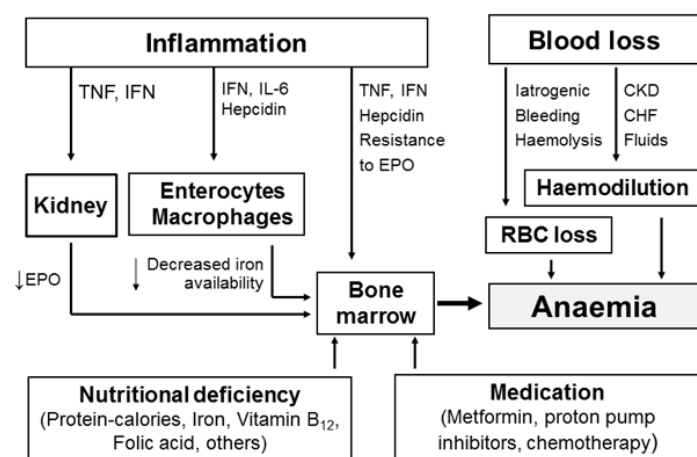 Inflammation
Blood loss
TNF, IFN
IFN, IL-6
Hepcidin
TNF, IFN
Hepcidin
Resistance
to EPO
Iatrogenic
Bleeding
Haemolysis
CKD
CHF
Fluids
Kidney
Enterocytes
Macrophages
Haemodilution
RBC loss
↓EPO
↓ Decreased iron
availability
Bone
marrow
Anaemia
Nutritional deficiency
(Protein-calories, Iron, Vitamin B₁₂,
Folic acid, others)
Medication
(Metformin, proton pump
inhibitors, chemotherapy)